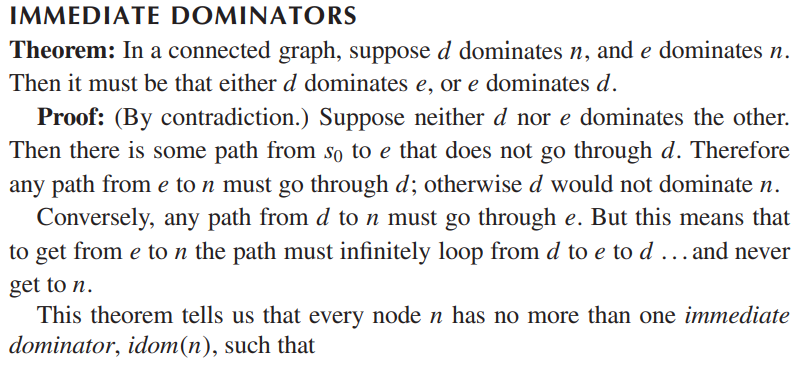 IMMEDIATE DOMINATORS
Theorem: In a connected graph, suppose d dominates n, and e dominates n.
Then it must be that either d dominates e, or e dominates d.
Proof: (By contradiction.) Suppose neither d nor e dominates the other.
Then there is some path from s₀ to e that does not go through d. Therefore
any path from e to n must go through d; otherwise d would not dominate n.
Conversely, any path from d to n must go through e. But this means that
to get from e to n the path must infinitely loop from d to e to d … and never
get to n.
This theorem tells us that every node n has no more than one immediate
dominator, idom(n), such that